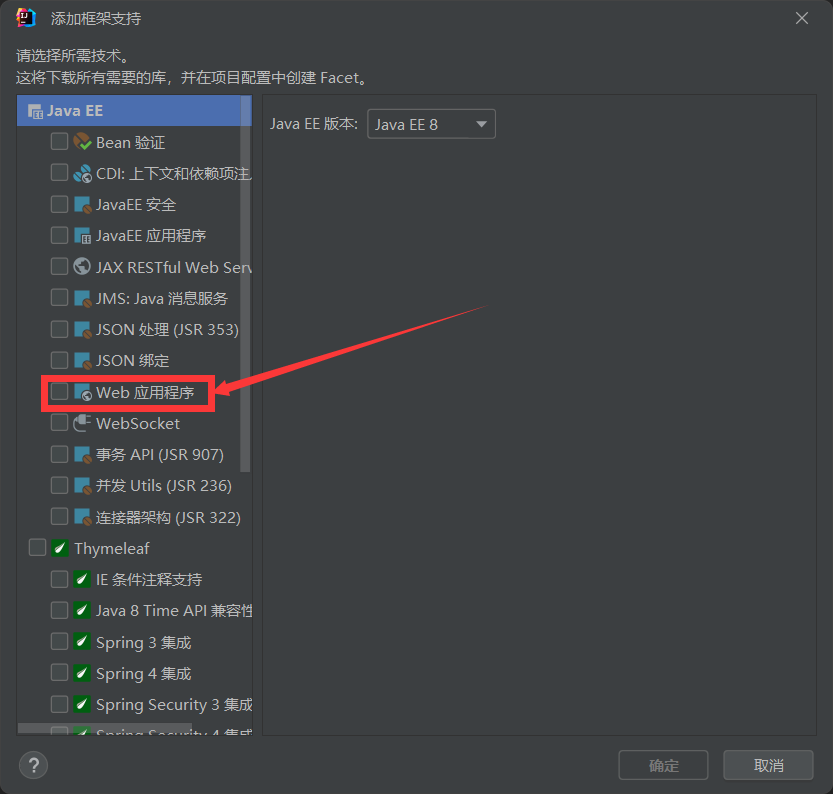 添加框架支持
请选择所需技术。
这将下载所有需要的库，并在项目配置中创建 Facet。
Java EE
Java EE 版本:
Java EE 8
Bean 验证
CDI: 上下文和依赖项注
JavaEE 安全
JavaEE 应用程序
JAX RESTful Web Serv
JMS: Java 消息服务
JSON 处理 (JSR 353)
JSON 绑定
Web 应用程序
WebSocket
事务 API (JSR 907)
并发 Utils (JSR 236)
连接器架构 (JSR 322)
Thymeleaf
IE 条件注释支持
Java 8 Time API 兼容性
Spring 3 集成
Spring 4 集成
Spring Security 3 集成
Spring Security 4 集成
?
确定
取消